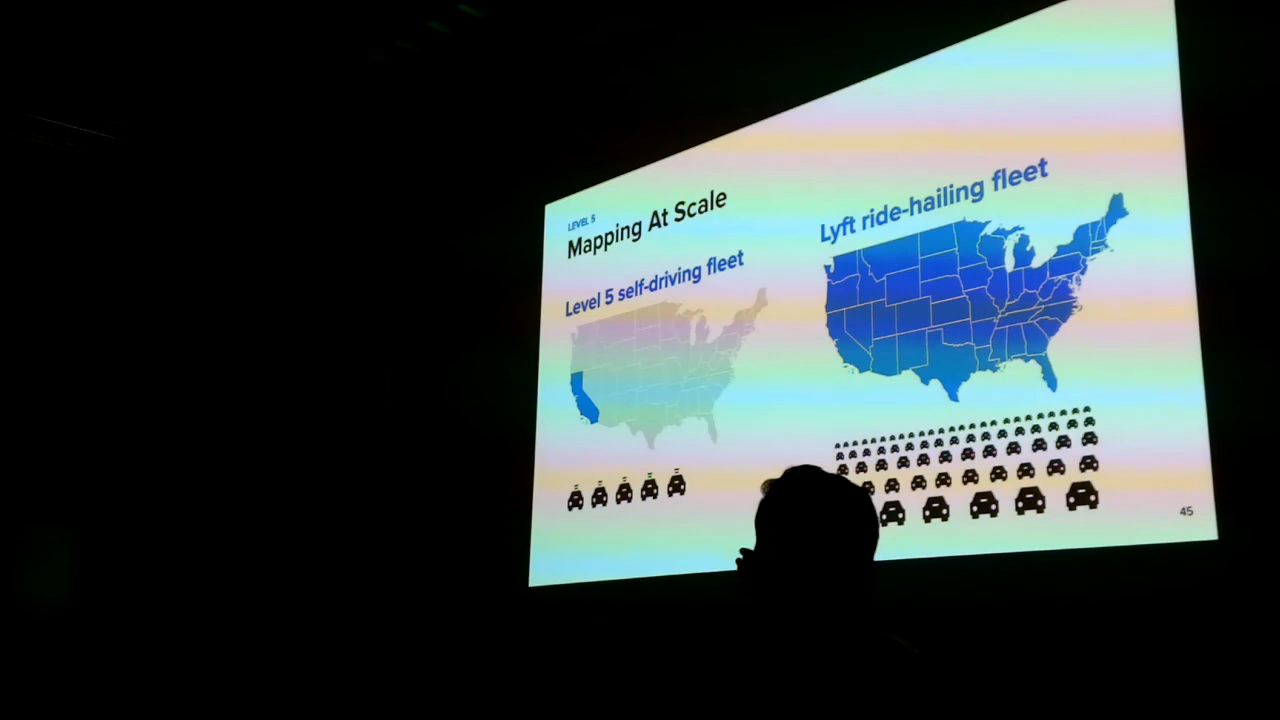 LEVEL 5
Mapping At Scale
Level 5 self-driving fleet
Lyft ride-hailing fleet
45